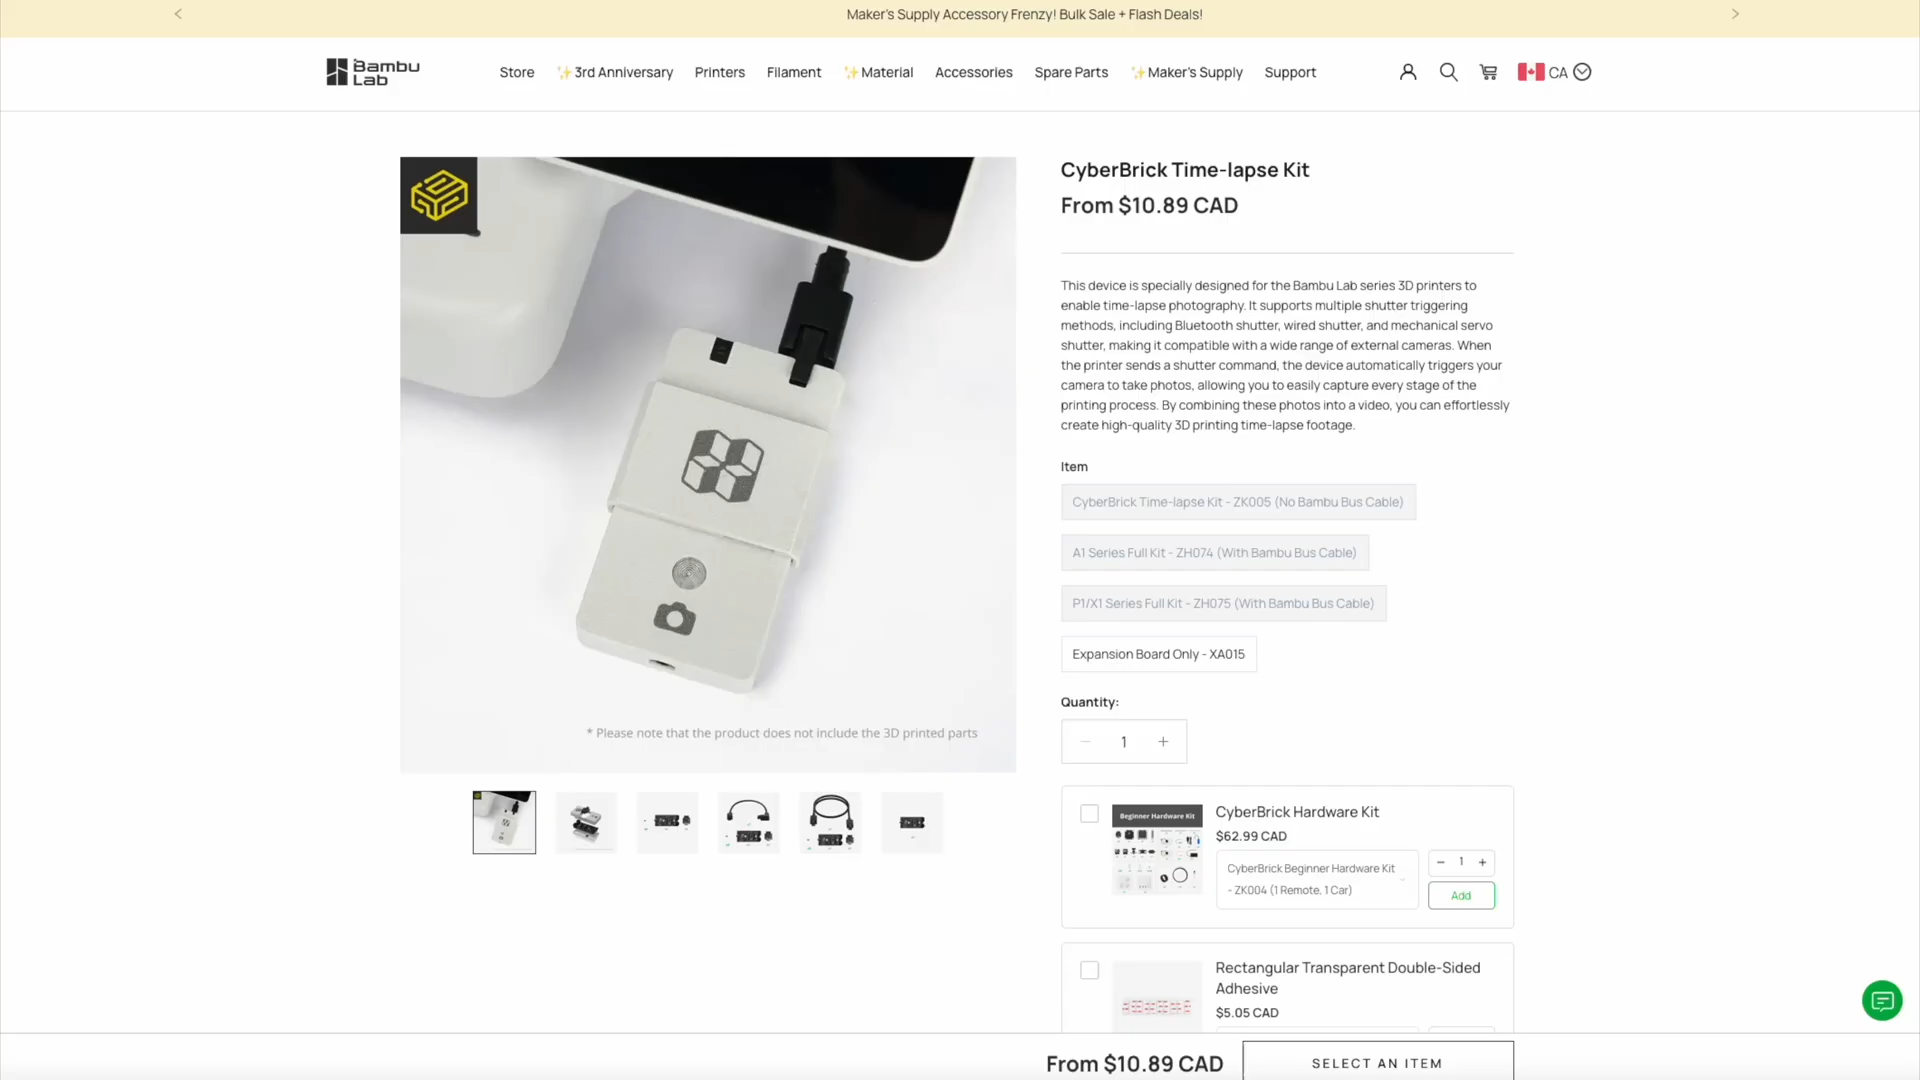 Maker's Supply Accessory Frenzy! Bulk Sale + Flash Deals!
Bambu Lab
Store ✨3rd Anniversary Printers Filament ✨Material Accessories Spare Parts ✨Maker's Supply Support CA
CyberBrick Time-lapse Kit
From $10.89 CAD
This device is specially designed for the Bambu Lab series 3D printers to
enable time-lapse photography. It supports multiple shutter triggering
methods, including Bluetooth shutter, wired shutter, and mechanical servo
shutter, making it compatible with a wide range of external cameras. When
the printer sends a shutter command, the device automatically triggers your
camera to take photos, allowing you to easily capture every stage of the
printing process. By combining these photos into a video, you can effortlessly
create high-quality 3D printing time-lapse footage.
Item
CyberBrick Time-lapse Kit - ZK005 (No Bambu Bus Cable)
A1 Series Full Kit - ZH074 (With Bambu Bus Cable)
P1/X1 Series Full Kit - ZH075 (With Bambu Bus Cable)
Expansion Board Only - XA015
Quantity:
− 1 +
* Please note that the product does not include the 3D printed parts
Beginner Hardware Kit
CyberBrick Hardware Kit
$62.99 CAD
CyberBrick Beginner Hardware Kit
- ZK004 (1 Remote, 1 Car)
− 1 +
Add
Rectangular Transparent Double-Sided
Adhesive
$5.05 CAD
From $10.89 CAD
SELECT AN ITEM